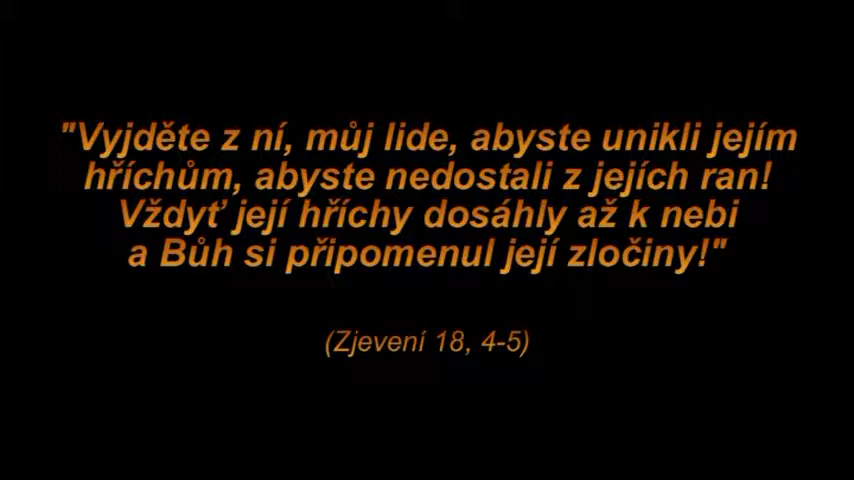 "Vyjděte z ní, můj lide, abyste unikli jejím
hříchům, abyste nedostali z jejích ran!
Vždyť její hříchy dosáhly až k nebi
a Bůh si připomenul její zločiny!"
(Zjevení 18, 4-5)